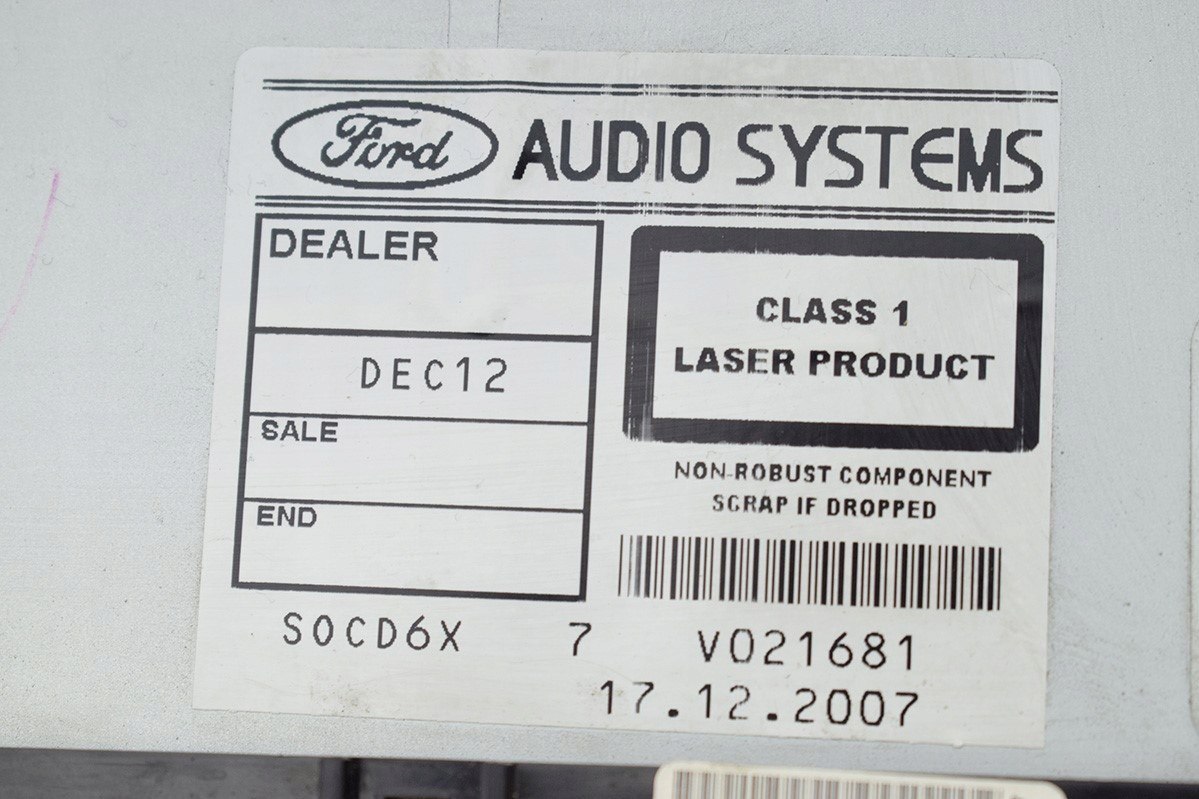 Ford AUDIO SYSTEMS
DEALER
DEC12
SALE
END
CLASS 1
LASER PRODUCT
NON-ROBUST COMPONENT
SCRAP IF DROPPED
SOCD6X 7 V021681
17.12.2007